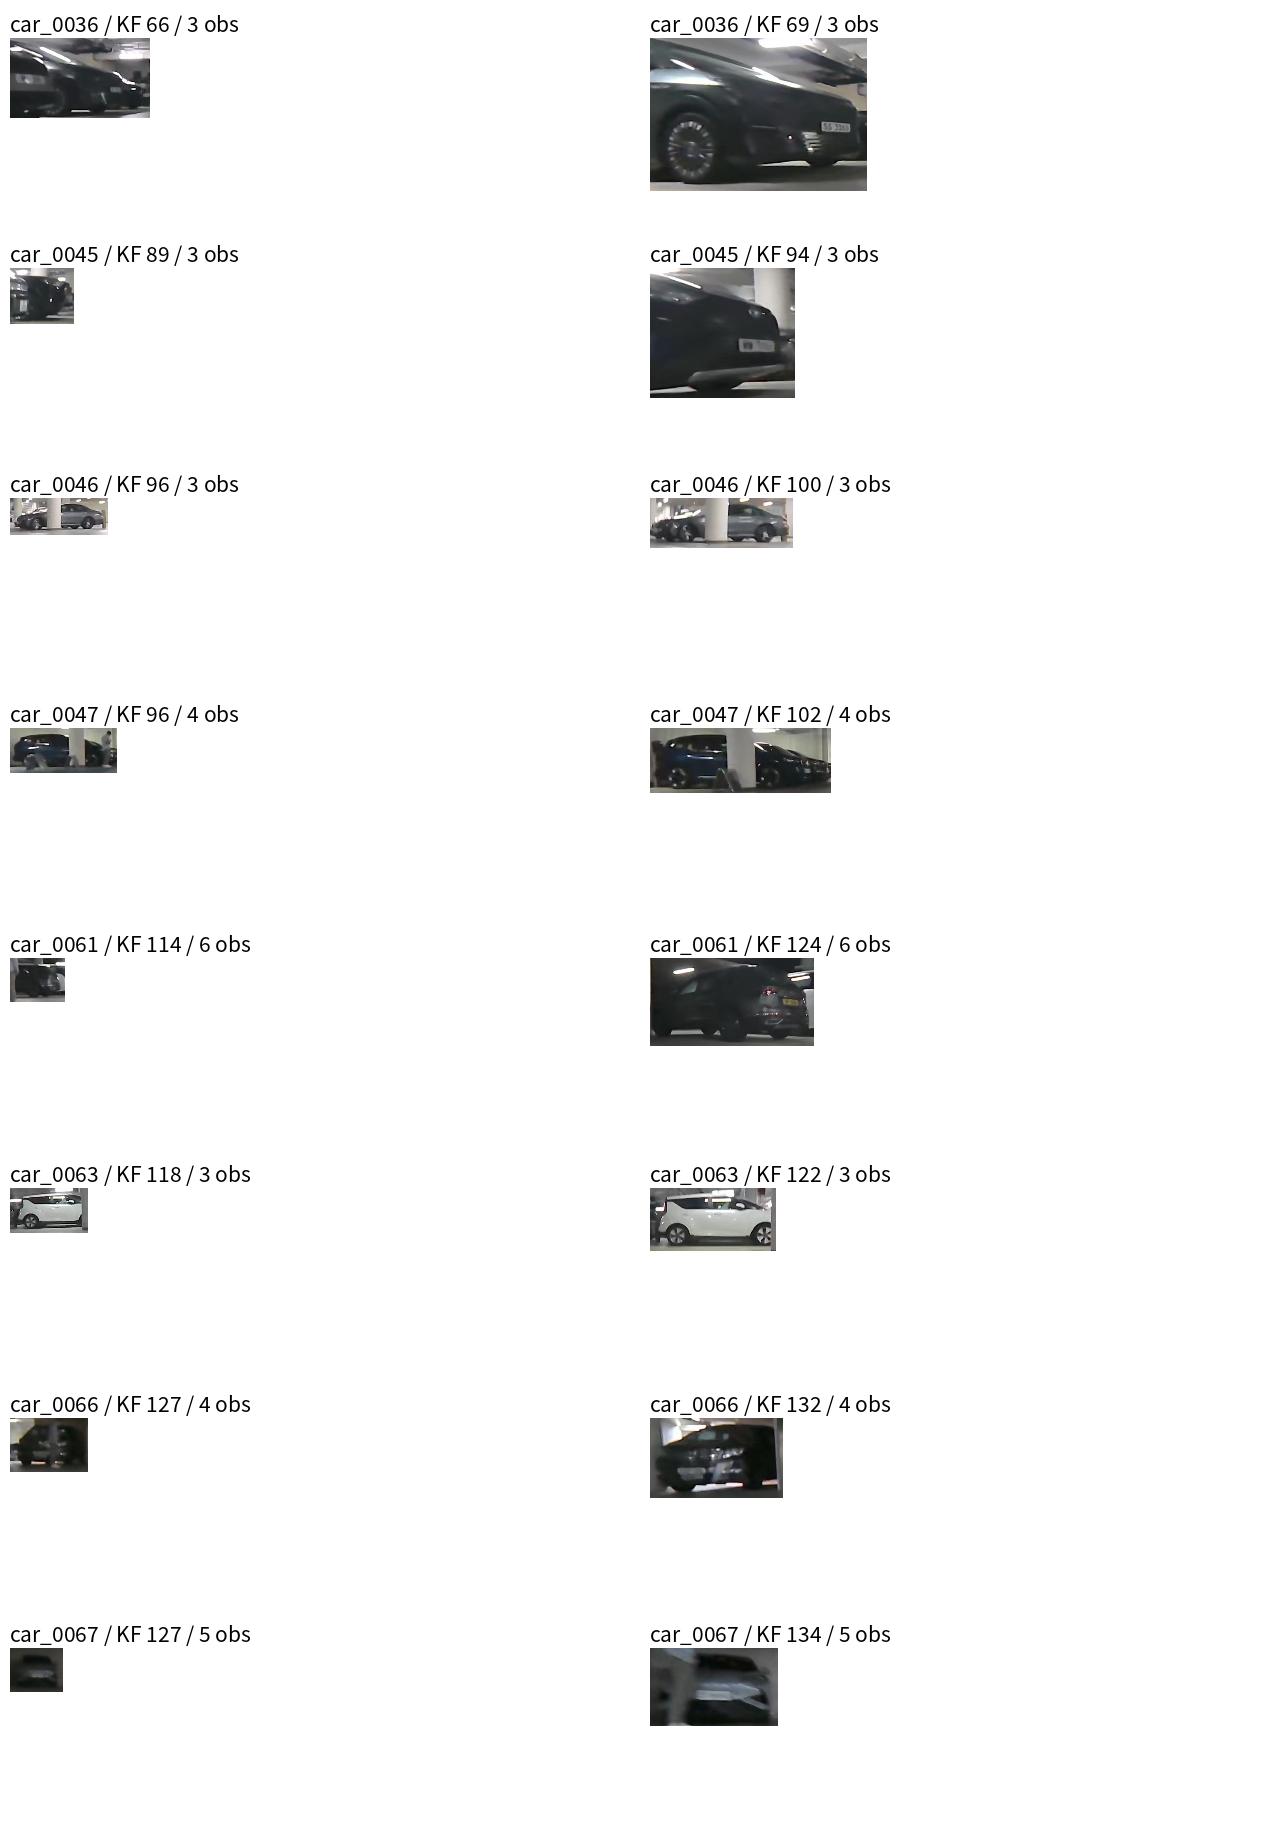 car_0036 / KF 66 / 3 obs
car_0036 / KF 69 / 3 obs
car_0045 / KF 89 / 3 obs
car_0045 / KF 94 / 3 obs
car_0046 / KF 96 / 3 obs
car_0046 / KF 100 / 3 obs
car_0047 / KF 96 / 4 obs
car_0047 / KF 102 / 4 obs
car_0061 / KF 114 / 6 obs
car_0061 / KF 124 / 6 obs
car_0063 / KF 118 / 3 obs
car_0063 / KF 122 / 3 obs
car_0066 / KF 127 / 4 obs
car_0066 / KF 132 / 4 obs
car_0067 / KF 127 / 5 obs
car_0067 / KF 134 / 5 obs